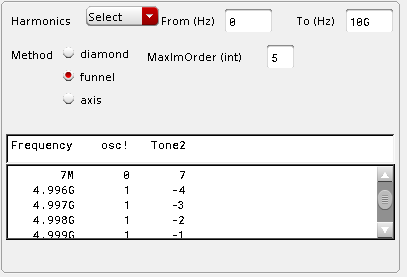 Harmonics Select From (Hz) 0 To (Hz) 10G
Method diamond MaxImOrder (int) 5
funnel
axis
Frequency osc! Tone2
7M 0 7
4.996G 1 -4
4.997G 1 -3
4.998G 1 -2
4.999G 1 -1